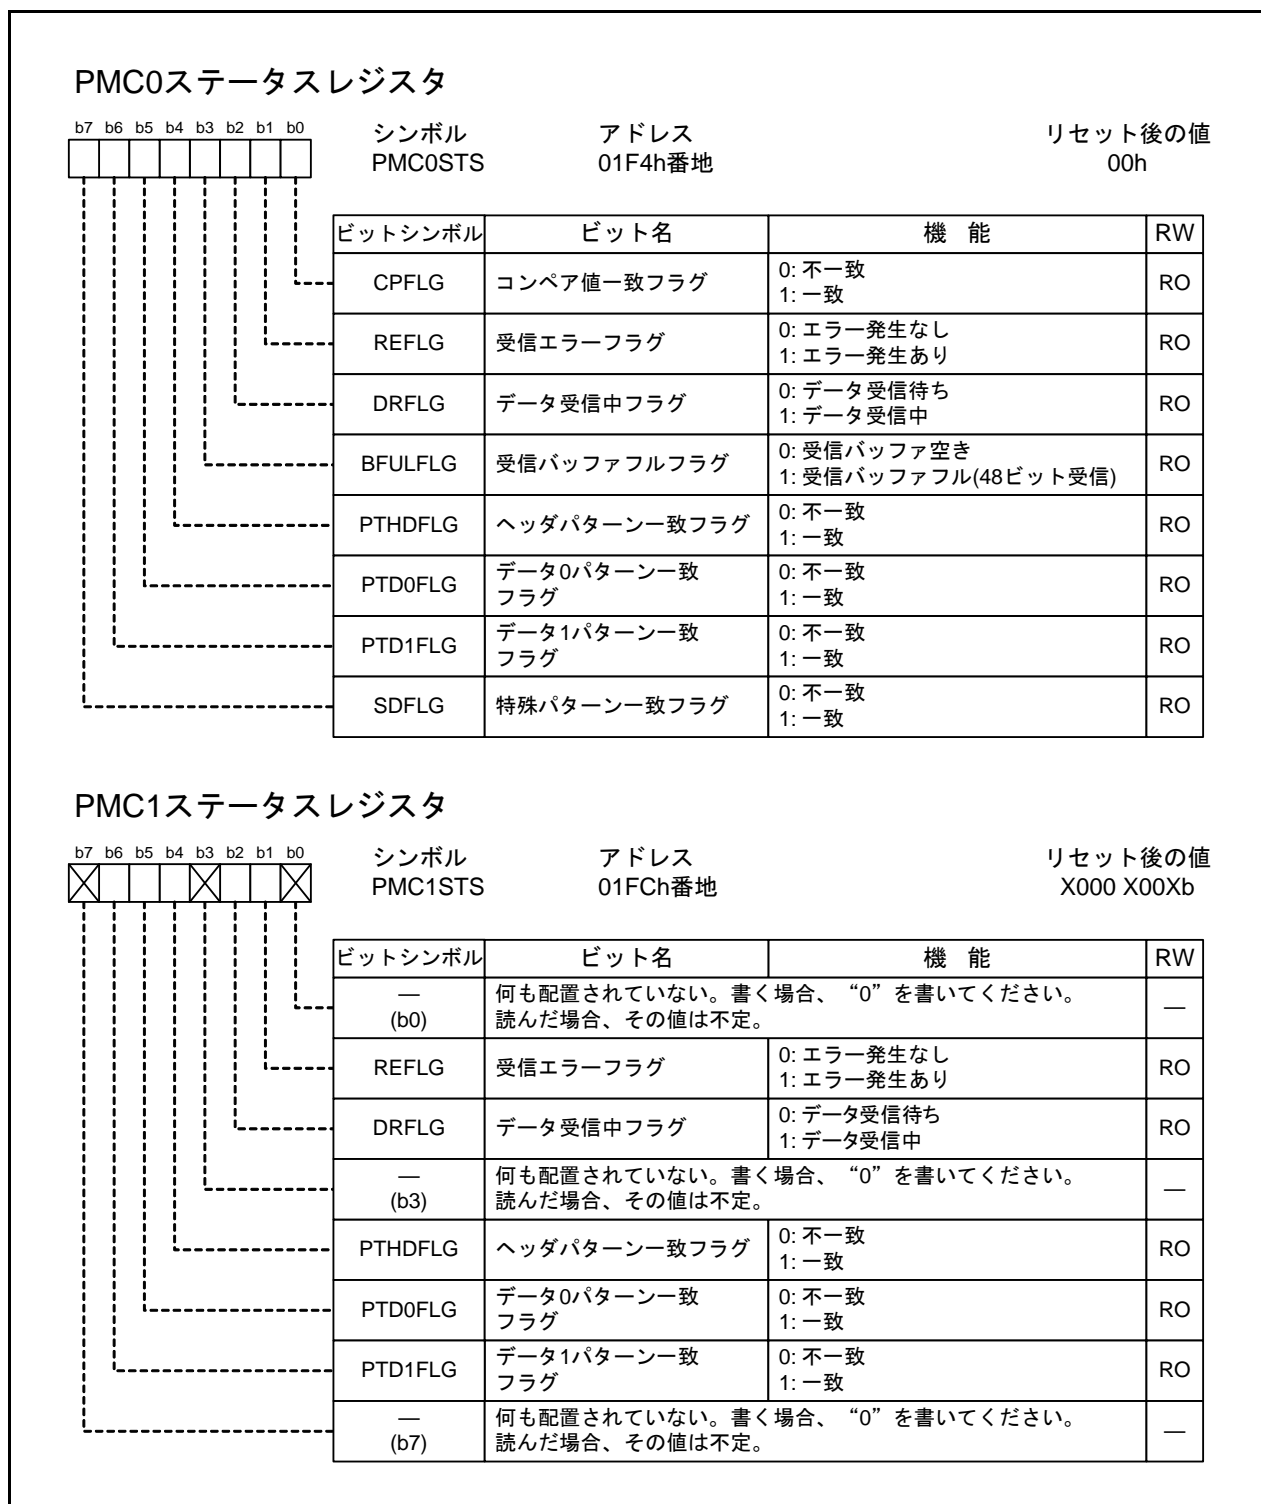 PMC0ステータスレジスタ
b7 b6 b5 b4 b3 b2 b1 b0
シンボル アドレス リセット後の値
PMC0STS 01F4h番地 00h
ビットシンボル ビット名 機 能 RW
CPFLG コンペア値一致フラグ 0: 不一致
1: 一致 RO
REFLG 受信エラーフラグ 0: エラー発生なし
1: エラー発生あり RO
DRFLG データ受信中フラグ 0: データ受信待ち
1: データ受信中 RO
BFULFLG 受信バッファフルフラグ 0: 受信バッファ空き
1: 受信バッファフル(48ビット受信) RO
PTHDFLG ヘッダパターン一致フラグ 0: 不一致
1: 一致 RO
PTD0FLG データ0パターン一致
フラグ 0: 不一致
1: 一致 RO
PTD1FLG データ1パターン一致
フラグ 0: 不一致
1: 一致 RO
SDFLG 特殊パターン一致フラグ 0: 不一致
1: 一致 RO
PMC1ステータスレジスタ
b7 b6 b5 b4 b3 b2 b1 b0
シンボル アドレス リセット後の値
PMC1STS 01FCh番地 X000 X00Xb
ビットシンボル ビット名 機 能 RW
—
(b0) 何も配置されていない。書く場合、“0”を書いてください。
読んだ場合、その値は不定。 —
REFLG 受信エラーフラグ 0: エラー発生なし
1: エラー発生あり RO
DRFLG データ受信中フラグ 0: データ受信待ち
1: データ受信中 RO
—
(b3) 何も配置されていない。書く場合、“0”を書いてください。
読んだ場合、その値は不定。 —
PTHDFLG ヘッダパターン一致フラグ 0: 不一致
1: 一致 RO
PTD0FLG データ0パターン一致
フラグ 0: 不一致
1: 一致 RO
PTD1FLG データ1パターン一致
フラグ 0: 不一致
1: 一致 RO
—
(b7) 何も配置されていない。書く場合、“0”を書いてください。
読んだ場合、その値は不定。 —